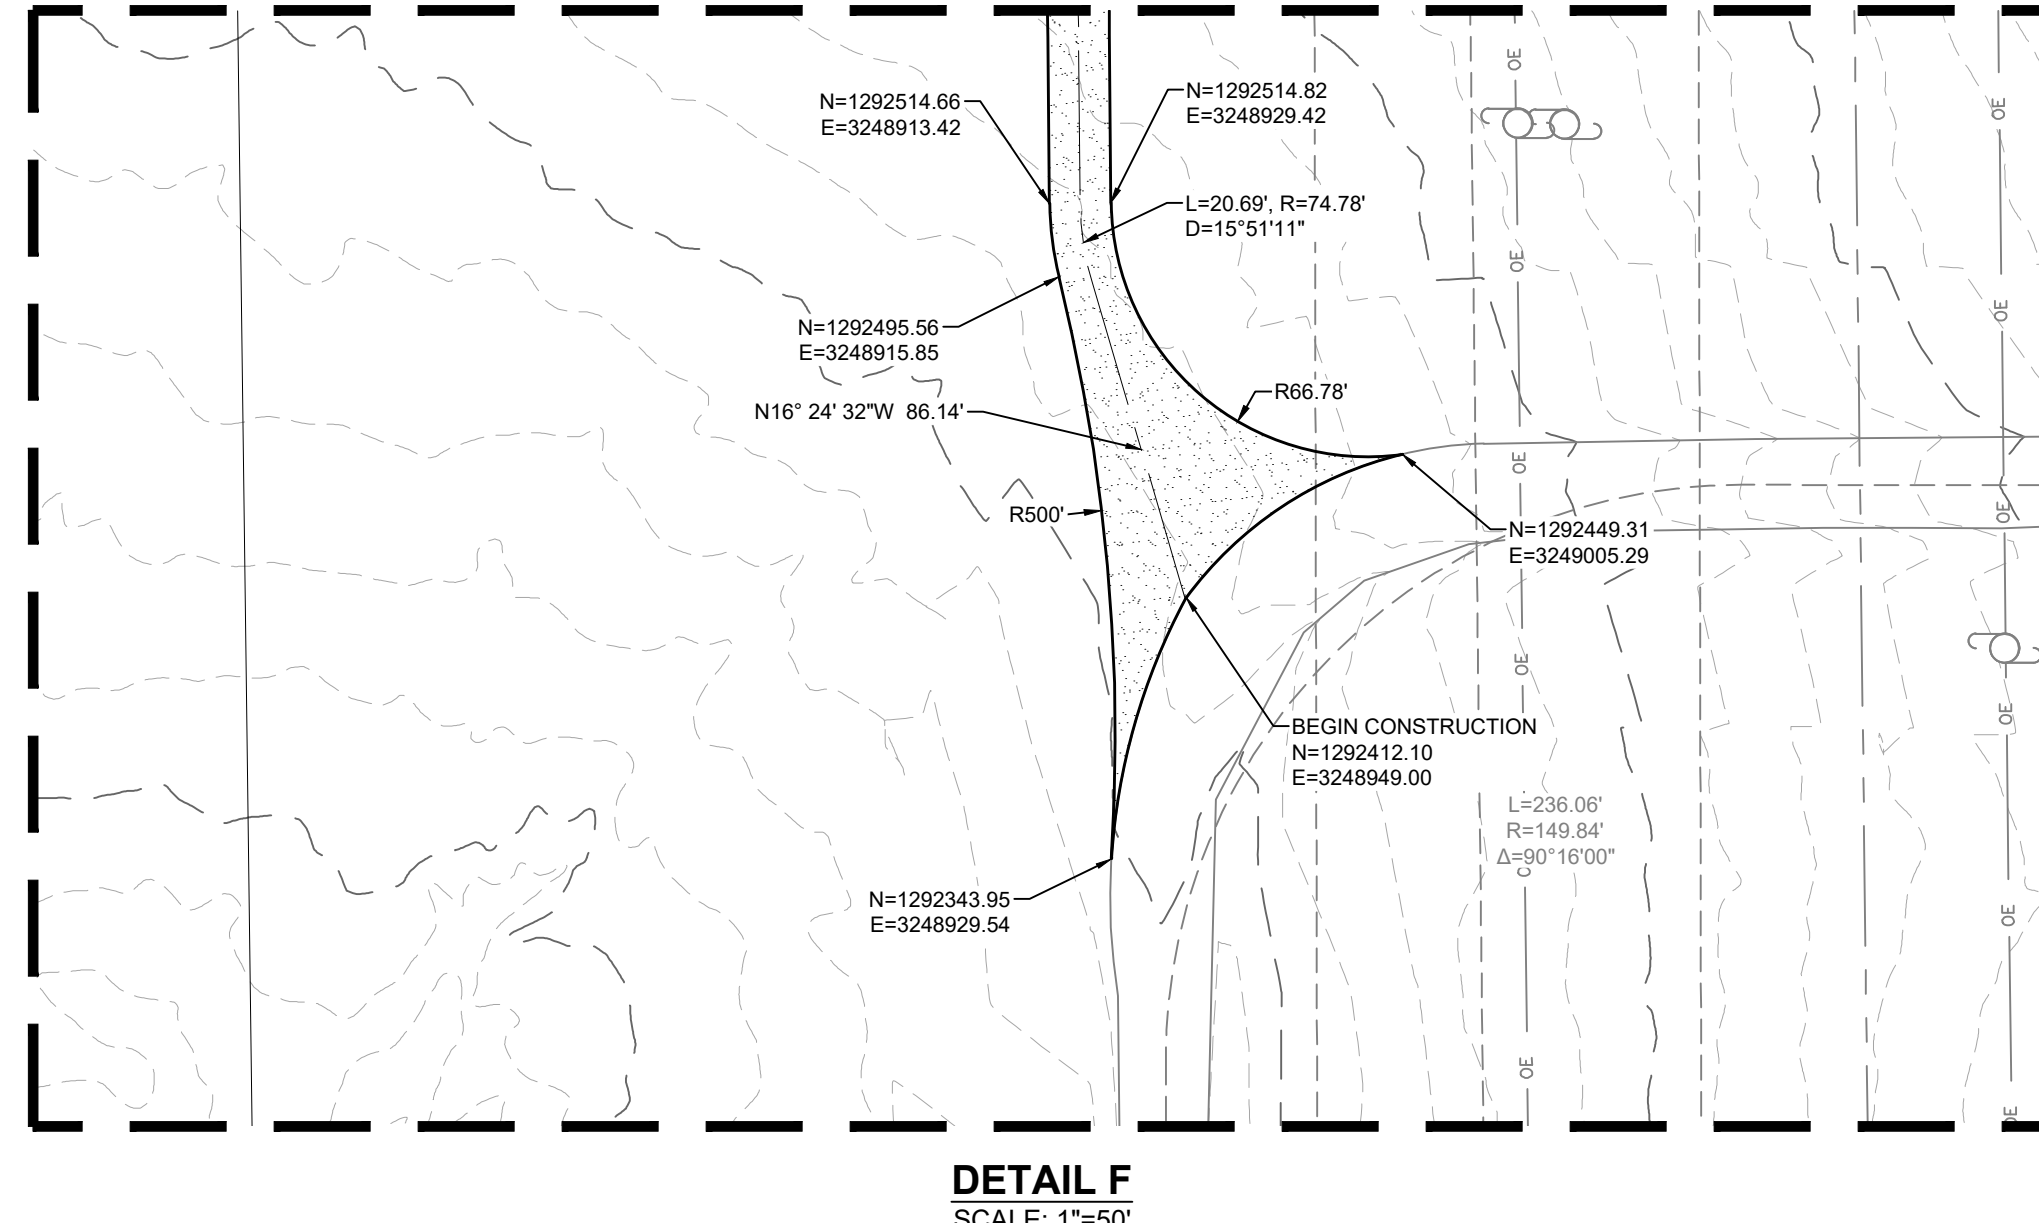 N=1292514.66
E=3248913.42
N=1292514.82
E=3248929.42
L=20.69', R=74.78'
D=15°51'11"
N=1292495.56
E=3248915.85
N16° 24' 32"W 86.14'
R66.78'
R500'
N=1292449.31
E=3249005.29
BEGIN CONSTRUCTION
N=1292412.10
E=3248949.00
L=236.06'
R=149.84'
Δ=90°16'00"
N=1292343.95
E=3248929.54
OE
OE
OE
OE
OE
OE
OE
OE
OE
OE
OE
DETAIL F
SCALE: 1"=50'